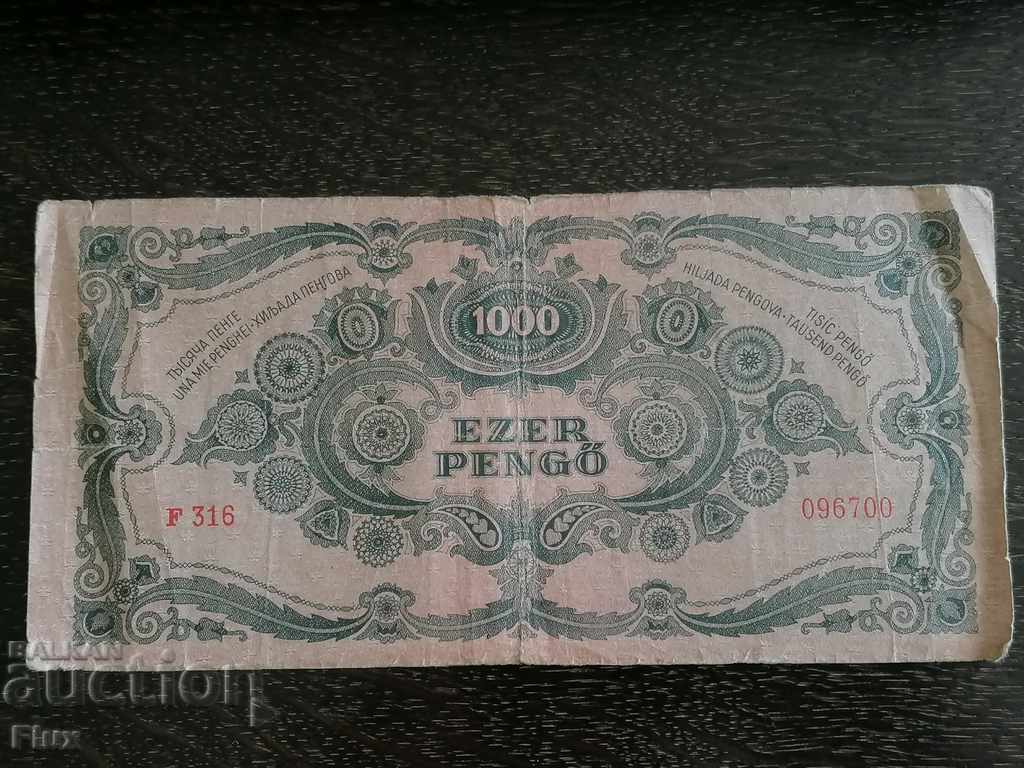 ТЫСЯЧА ПЕНГЕ
UNA MIE PENGHEI·ХИЉАДА ПЕНГОВА
HILJADA PENGOVA·TAUSEND PENGŐ
TISÍC PENGŐ
1000
EZER
PENGŐ
F 316
096700
BALKAN
auction
Flux